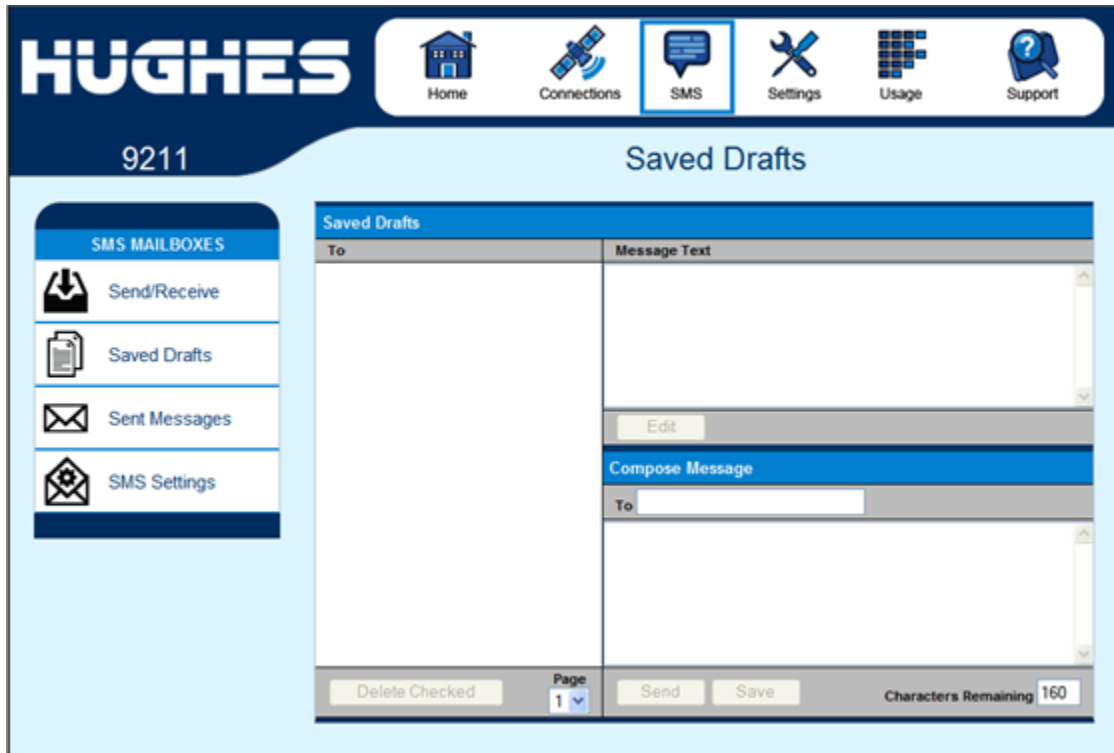 HUGHES
Home
Connections
SMS
Settings
Usage
Support
9211
Saved Drafts
SMS MAILBOXES
Send/Receive
Saved Drafts
Sent Messages
SMS Settings
Saved Drafts
To
Message Text
Edit
Compose Message
To
Delete Checked
Page
1
Send
Save
Characters Remaining 160